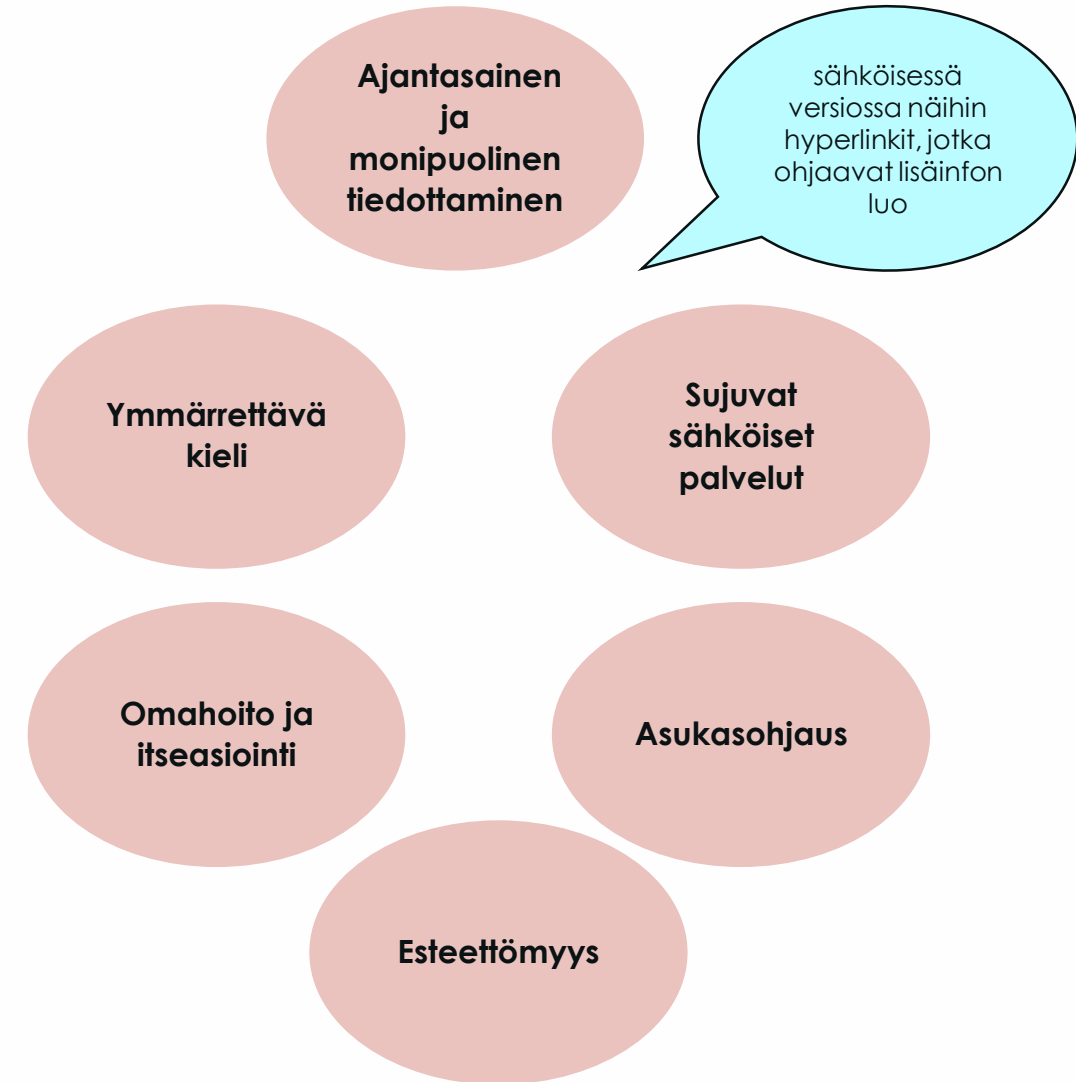 Ajantasainen
ja
monipuolinen
tiedottaminen
sähköisessä
versiossa näihin
hyperlinkit, jotka
ohjaavat lisäinfon
luo
Ymmärrettävä
kieli
Sujuvat
sähköiset
palvelut
Omahoito ja
itseasiointi
Asukasohjaus
Esteettömyys